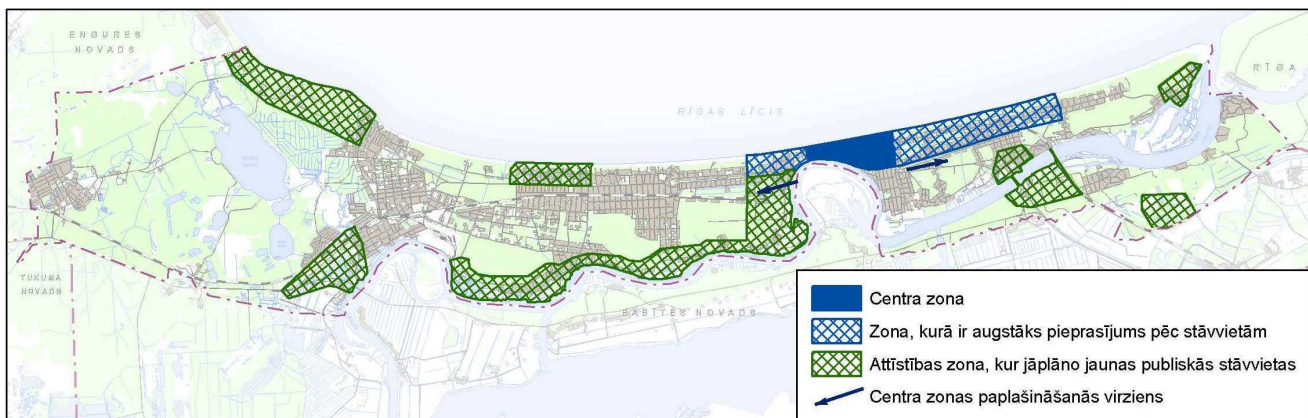 ENGURES
NOVADS
RĪGA
RĪGAS LĪCIS
TUKUMA
NOVADS
BABĪTES NOVADS
Centra zona
Zona, kurā ir augstāks pieprasījums pēc stāvvietām
Attīstības zona, kur jāplāno jaunas publiskās stāvvietas
Centra zonas paplašināšanās virziens